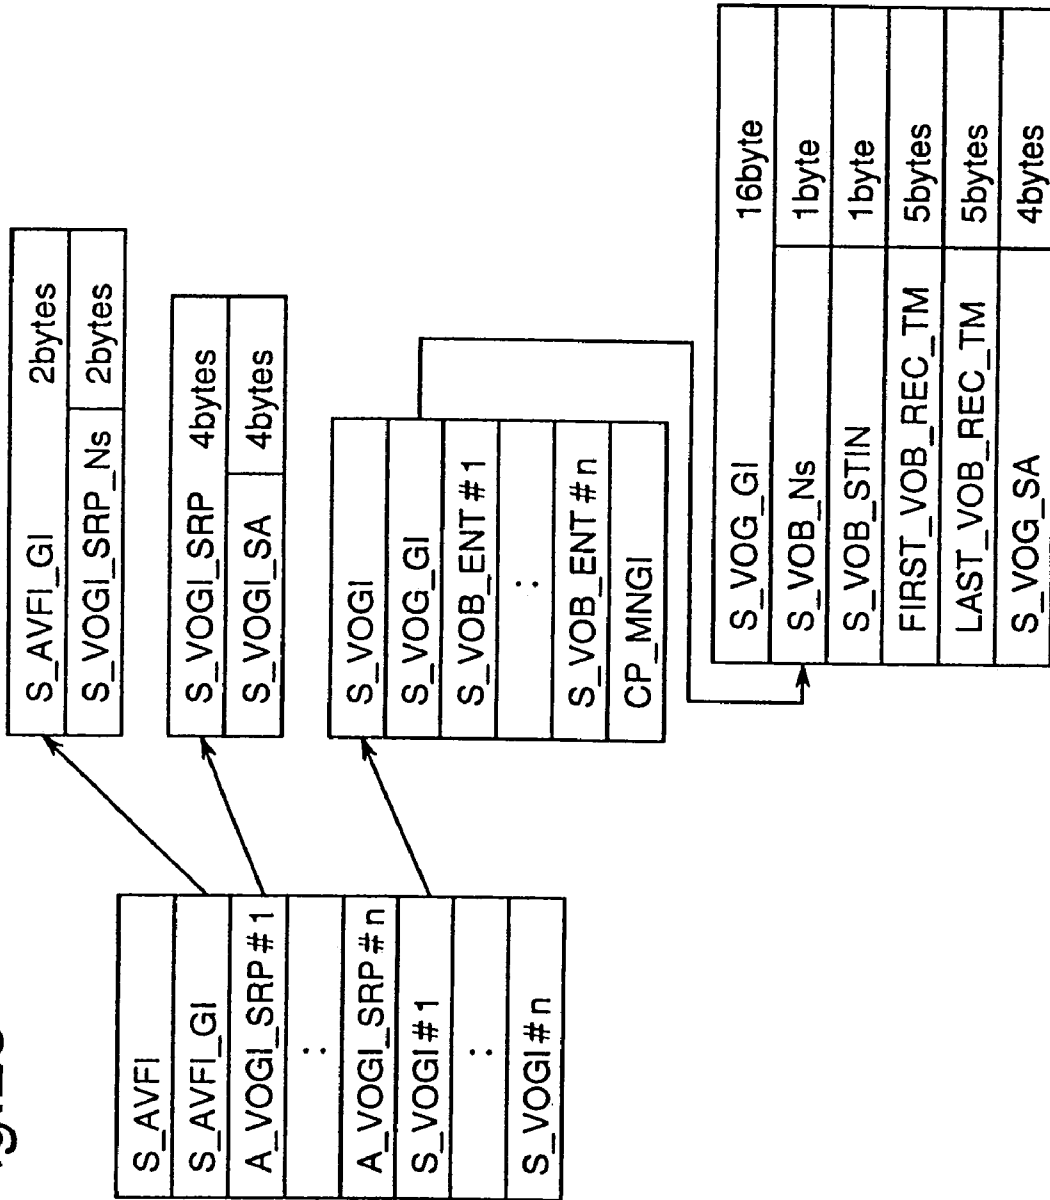 S_AVFI
S_AVFI_GI
A_VOGI_SRP#1
:
A_VOGI_SRP#n
S_VOGI#1
:
S_VOGI#n
S_AVFI_GI 2bytes
S_VOGI_SRP_Ns 2bytes
S_VOGI_SRP 4bytes
S_VOGI_SA 4bytes
S_VOGI
S_VOG_GI
S_VOB_ENT#1
:
S_VOB_ENT#n
CP_MNGI
S_VOG_GI 16byte
S_VOB_Ns 1byte
S_VOB_STIN 1byte
FIRST_VOB_REC_TM 5bytes
LAST_VOB_REC_TM 5bytes
S_VOG_SA 4bytes